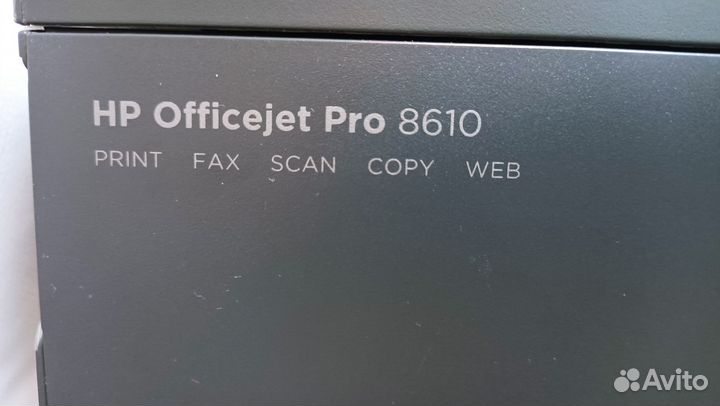 HP Officejet Pro 8610
PRINT FAX SCAN COPY WEB
Avito